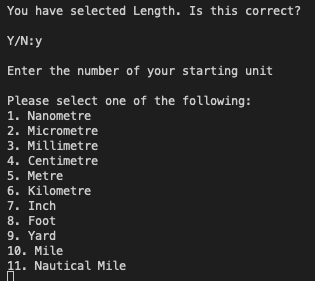 You have selected Length. Is this correct?
Y/N:y
Enter the number of your starting unit
Please select one of the following:
1. Nanometre
2. Micrometre
3. Millimetre
4. Centimetre
5. Metre
6. Kilometre
7. Inch
8. Foot
9. Yard
10. Mile
11. Nautical Mile